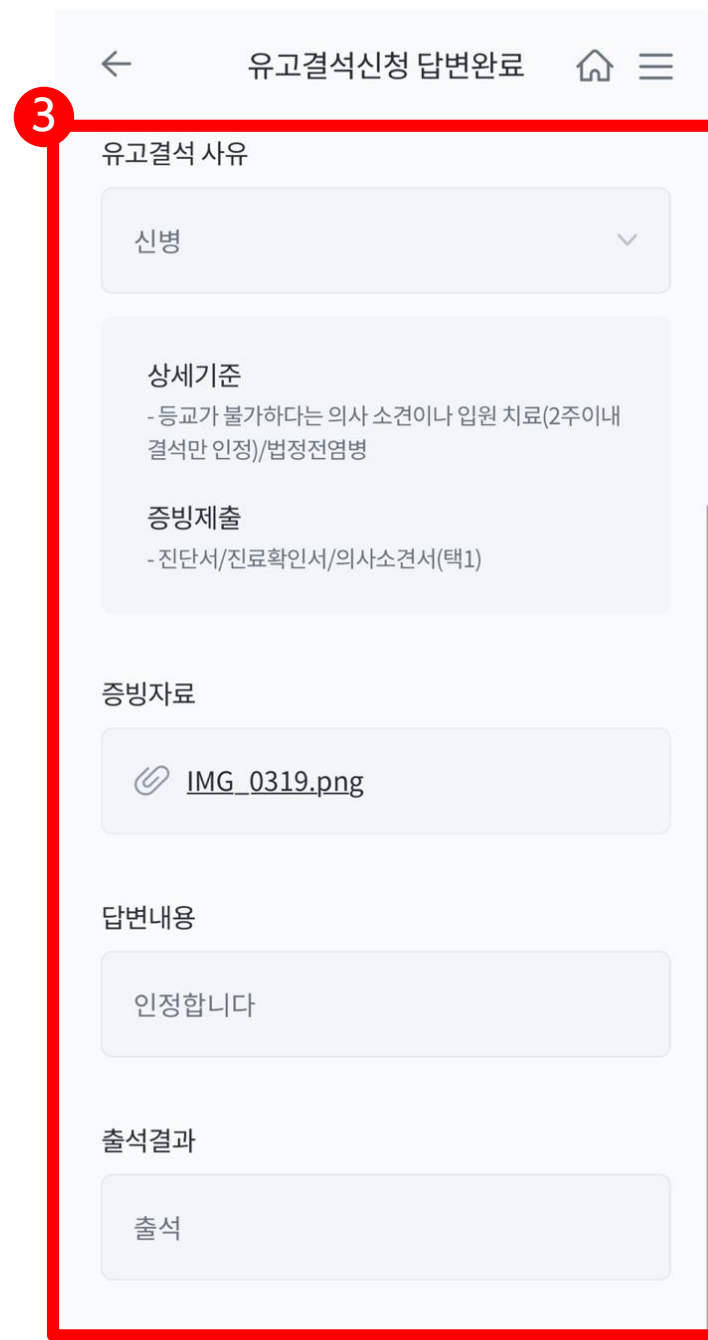 유고결석신청 답변완료
3
유고결석 사유
신병
상세기준
- 등교가 불가하다는 의사 소견이나 입원 치료(2주이내
결석만 인정)/법정전염병
증빙제출
- 진단서/진료확인서/의사소견서(택1)
증빙자료
IMG_0319.png
답변내용
인정합니다
출석결과
출석